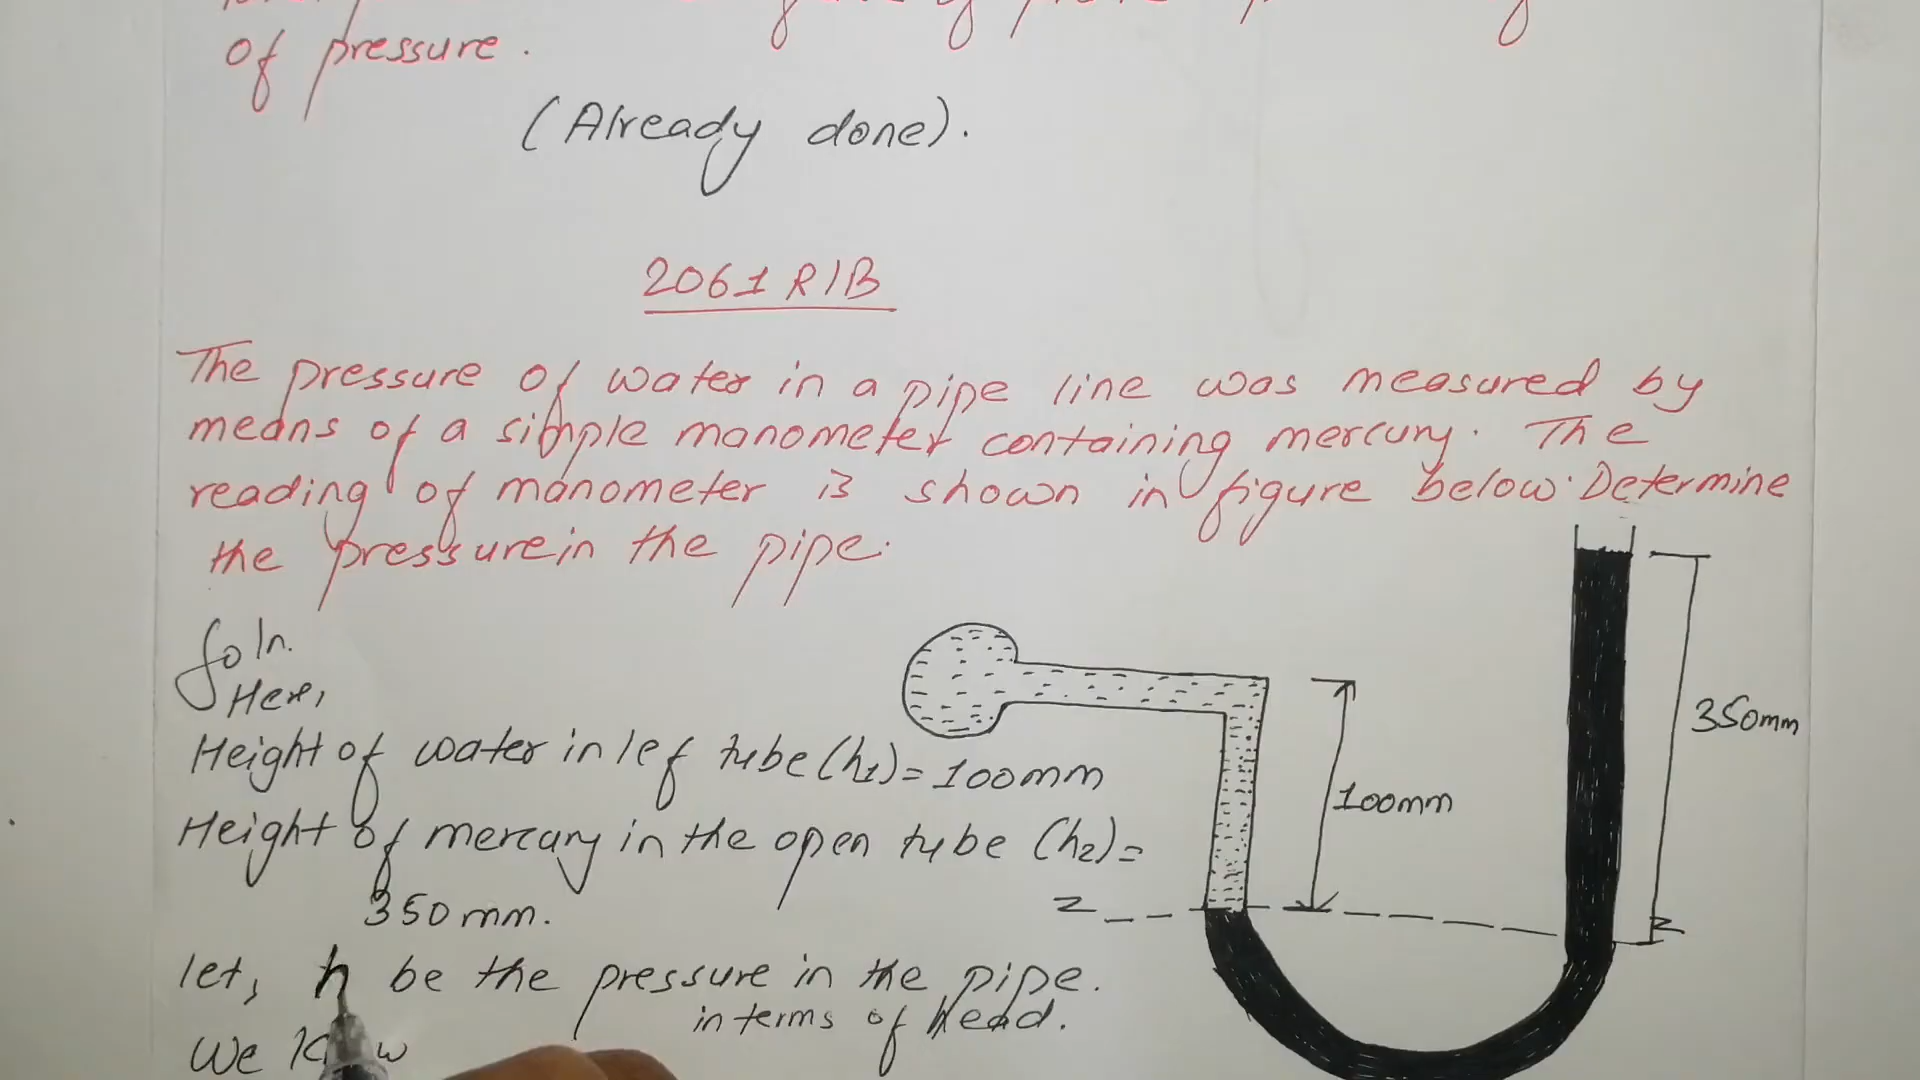 of pressure.
(Already done).
2061 R/B
The pressure of water in a pipe line was measured by
means of a simple manometer containing mercury. The
reading of manometer is shown in figure below. Determine
the pressure in the pipe.
Soln.
Here,
Height of water in lef tube (h1) = 100mm
Height of mercury in the open tube (h2) =
350 mm.
let, h be the pressure in the pipe.
in terms of head.
We
350mm
100mm
Z
Z